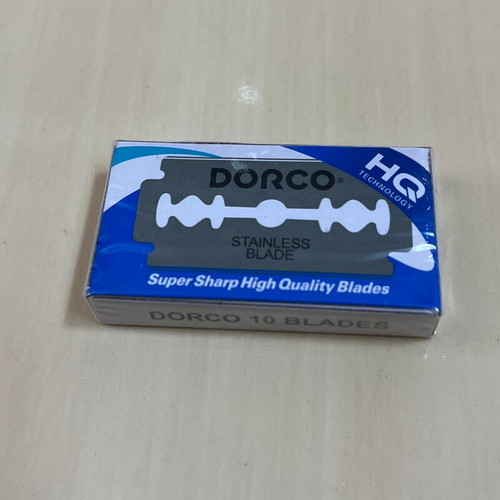 DORCO®
HQ
TECHNOLOGY
STAINLESS
BLADE
Super Sharp High Quality Blades
DORCO 10 BLADES